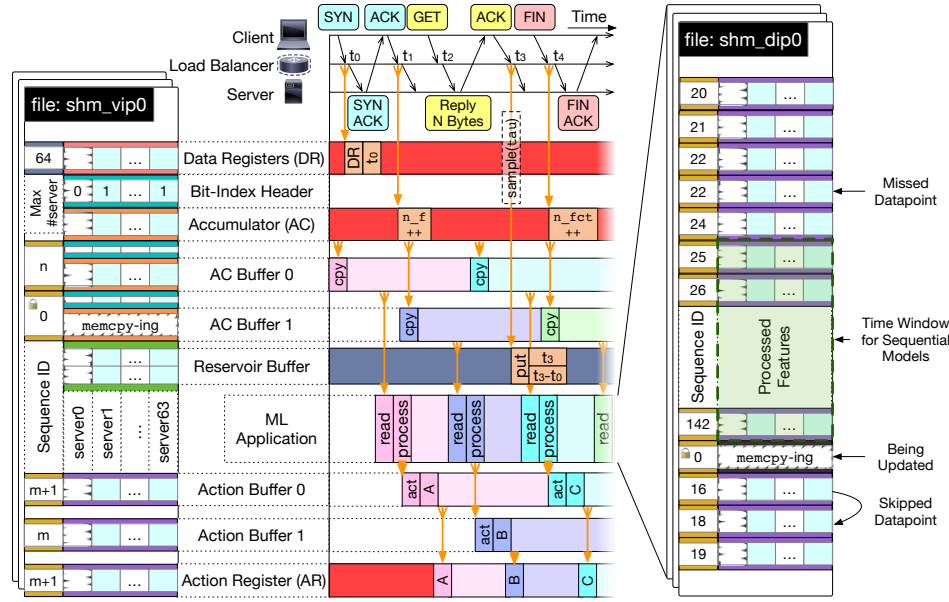 SYN ACK GET ACK FIN Time
Client
Load Balancer
Server
t0 t1 t2 t3 t4
SYN
ACK
Reply
N Bytes
FIN
ACK
file: shm_vip0
64
Max
#server
0 1 ... 1
n
0
memcpy-ing
Sequence ID
server0
server1
...
server63
m+1
m
m+1
Data Registers (DR)
Bit-Index Header
Accumulator (AC)
AC Buffer 0
AC Buffer 1
Reservoir Buffer
ML
Application
Action Buffer 0
Action Buffer 1
Action Register (AR)
DR t0
sample(tau)
n_f
++
n_fct
++
cpy cpy
cpy cpy
put t3
t3-t0
read process read process read process read
act A act C
act B
A B C
file: shm_dip0
20 ...
21 ...
22 ...
22 ...
24 ...
25 ...
26 ...
Sequence ID
Processed
Features
142 ...
0 memcpy-ing
16 ...
18 ...
19 ...
Missed
Datapoint
Time Window
for Sequential
Models
Being
Updated
Skipped
Datapoint